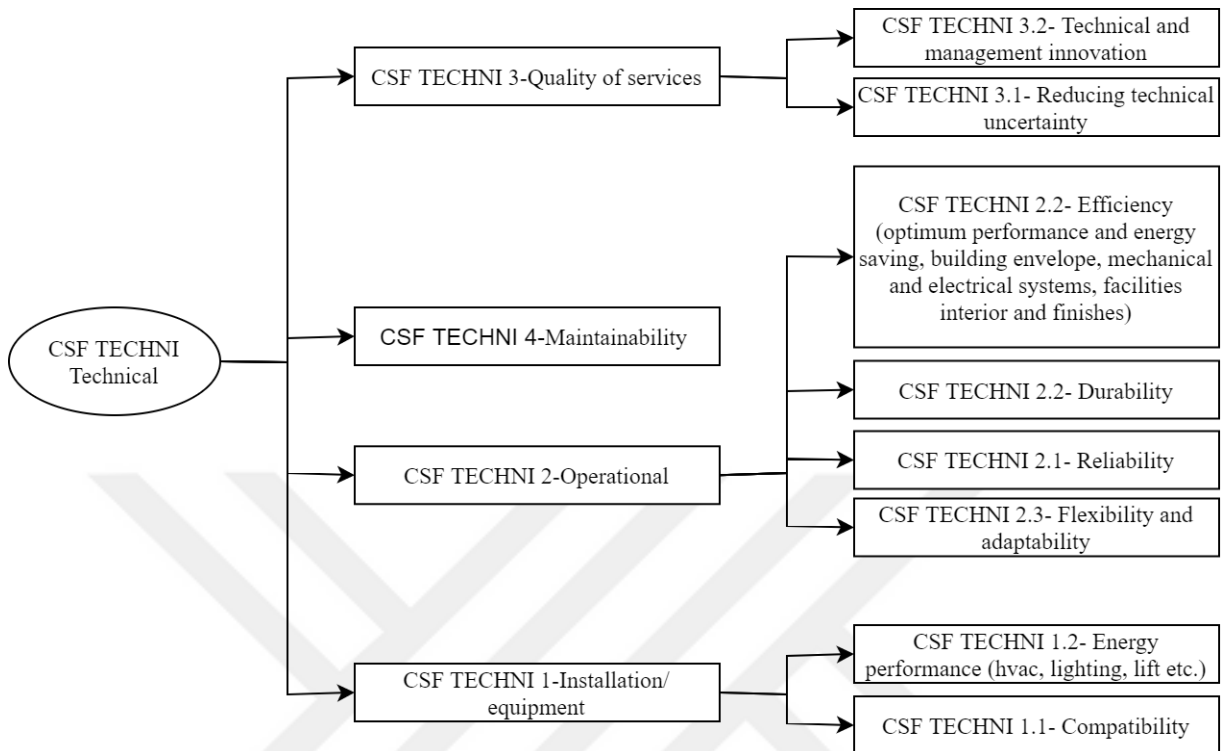 CSF TECHNI
Technical
CSF TECHNI 3-Quality of services
CSF TECHNI 4-Maintainability
CSF TECHNI 2-Operational
CSF TECHNI 1-Installation/
equipment
CSF TECHNI 3.2- Technical and
management innovation
CSF TECHNI 3.1- Reducing technical
uncertainty
CSF TECHNI 2.2- Efficiency
(optimum performance and energy
saving, building envelope, mechanical
and electrical systems, facilities
interior and finishes)
CSF TECHNI 2.2- Durability
CSF TECHNI 2.1- Reliability
CSF TECHNI 2.3- Flexibility and
adaptability
CSF TECHNI 1.2- Energy
performance (hvac, lighting, lift etc.)
CSF TECHNI 1.1- Compatibility